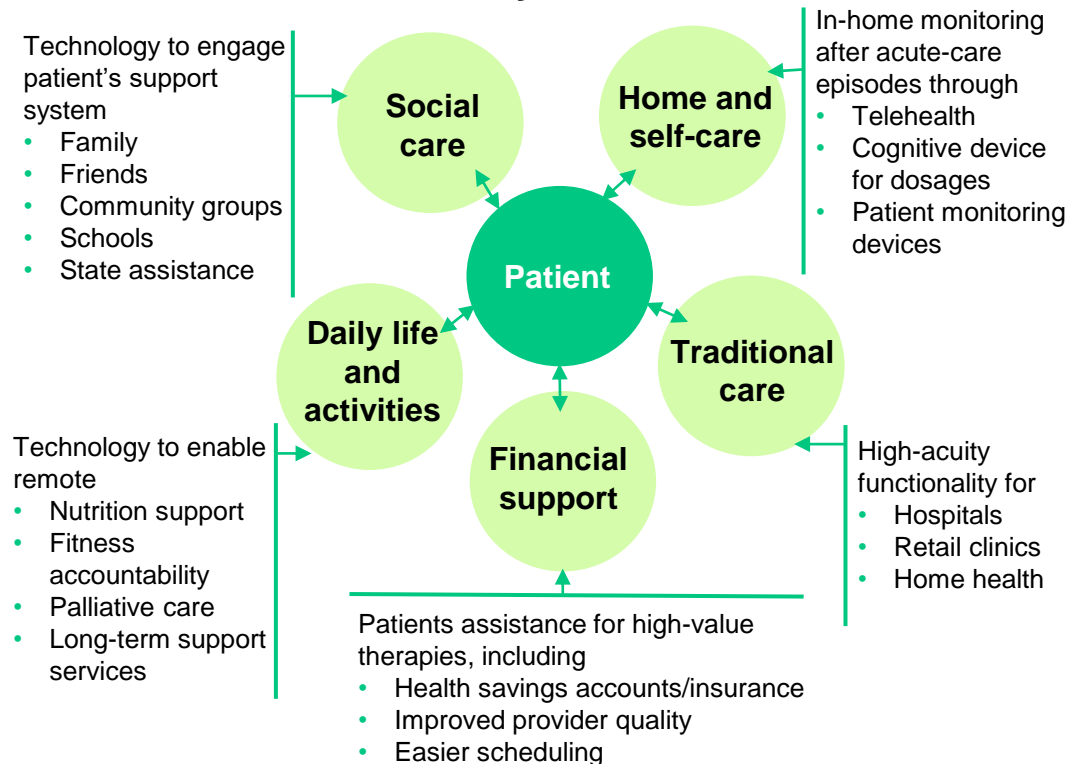 Technology to engage
patient's support
system
• Family
• Friends
• Community groups
• Schools
• State assistance
Social
care
Home and
self-care
In-home monitoring
after acute-care
episodes through
• Telehealth
• Cognitive device
for dosages
• Patient monitoring
devices
Patient
Daily life
and
activities
Traditional
care
Financial
support
Technology to enable
remote
• Nutrition support
• Fitness
accountability
• Palliative care
• Long-term support
services
High-acuity
functionality for
• Hospitals
• Retail clinics
• Home health
Patients assistance for high-value
therapies, including
• Health savings accounts/insurance
• Improved provider quality
• Easier scheduling